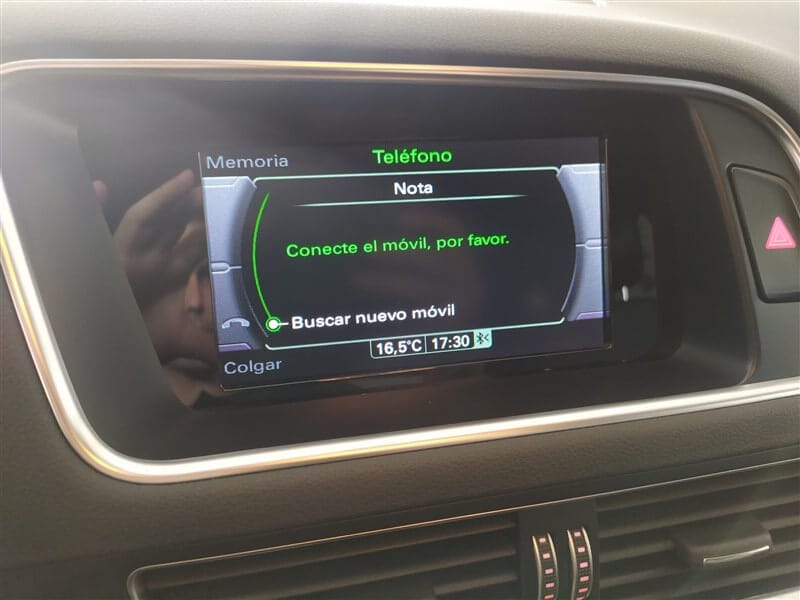 Memoria
Teléfono
Nota
Conecte el móvil, por favor.
Buscar nuevo móvil
16,5°C 17:30
Colgar